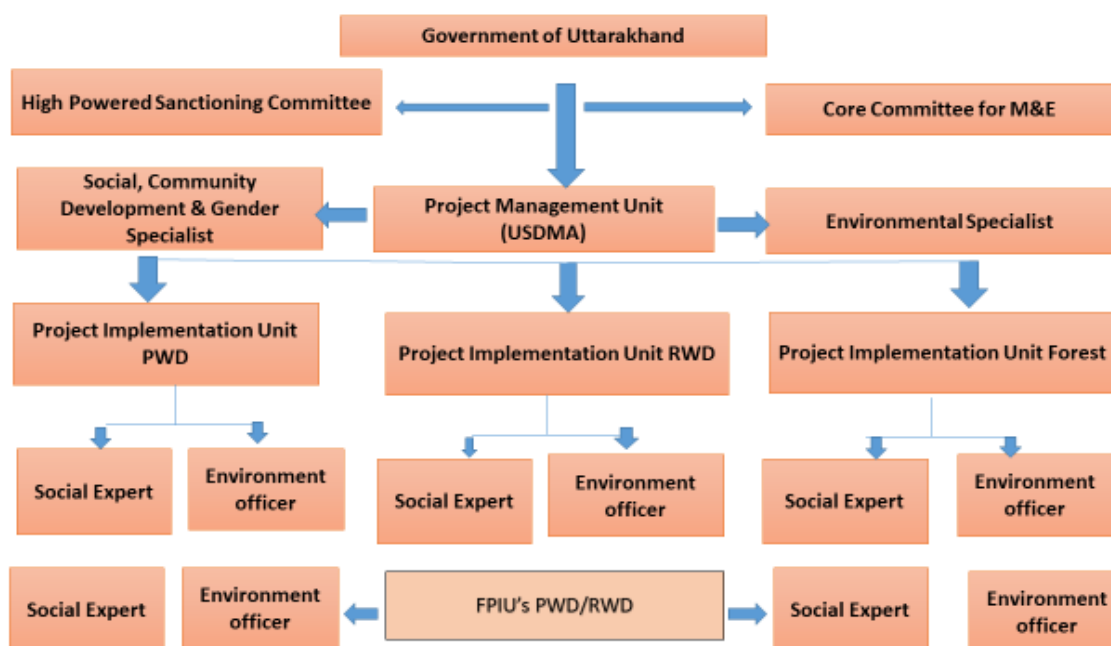 Government of Uttarakhand
High Powered Sanctioning Committee
Core Committee for M&E
Social, Community
Development & Gender
Specialist
Project Management Unit
(USDMA)
Environmental Specialist
Project Implementation Unit
PWD
Project Implementation Unit RWD
Project Implementation Unit Forest
Social Expert
Environment
officer
Social Expert
Environment
officer
Social Expert
Environment
officer
Social Expert
Environment
officer
FPIU's PWD/RWD
Social Expert
Environment
officer